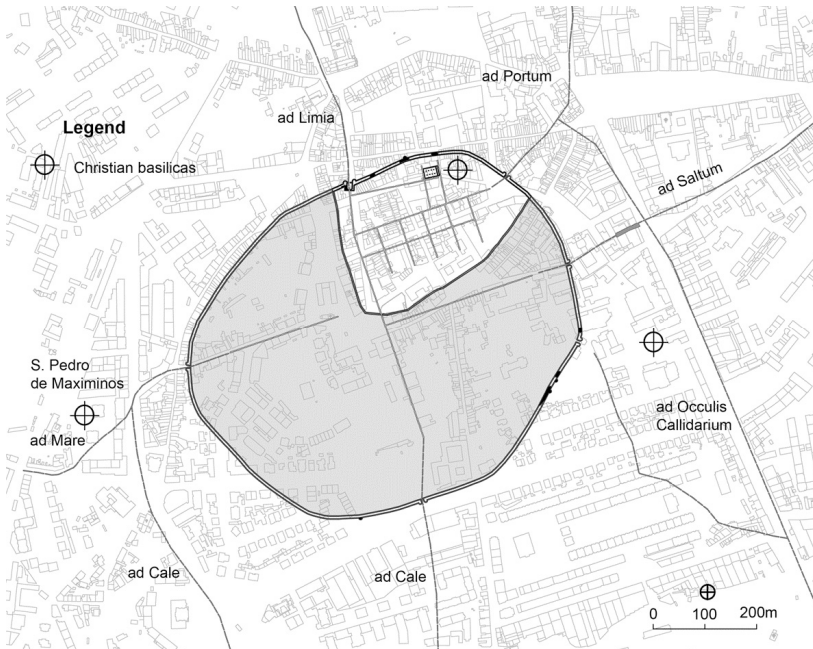 ad Portum
ad Limia
Legend
Christian basilicas
ad Saltum
S. Pedro
de Maximinos
ad Mare
ad Occulis
Callidarium
ad Cale
ad Cale
0 100 200m